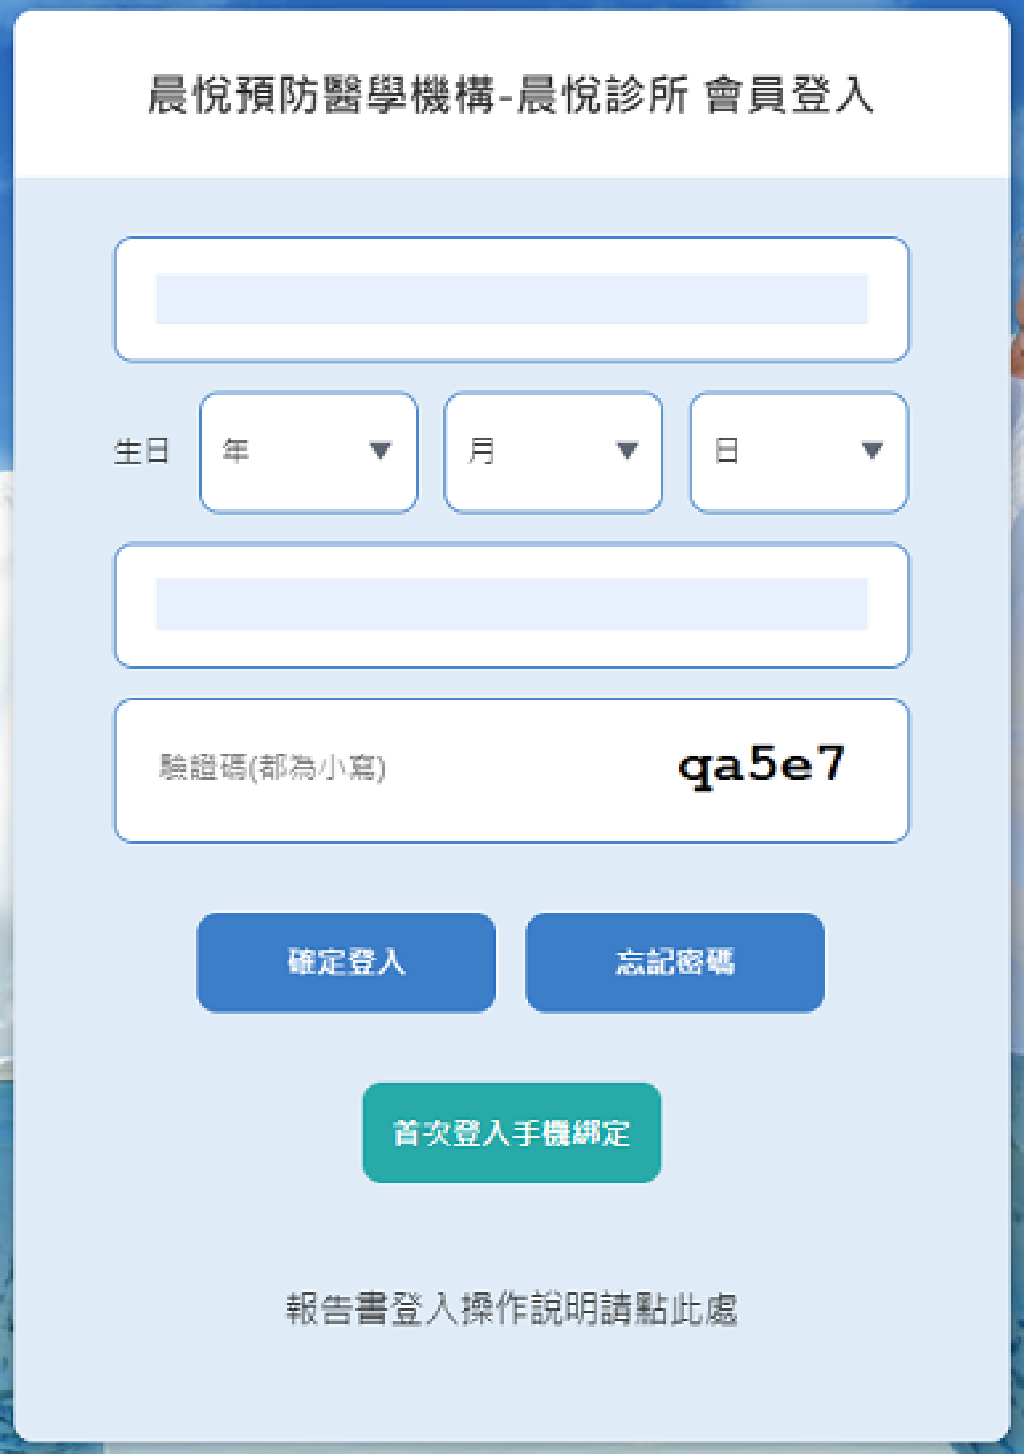 晨悅預防醫學機構-晨悅診所 會員登入
生日 年 月 日
驗證碼(都為小寫) qa5e7
確定登入 忘記密碼
首次登入手機綁定
報告書登入操作說明請點此處